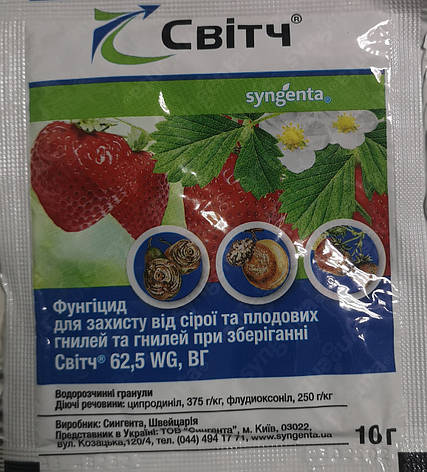 Світч®
syngenta®
Фунгіцид
для захисту від сірої та плодових
гнилей та гнилей при зберіганні
Світч® 62,5 WG, ВГ
Водорозчинні гранули
Діючі речовини: ципродиніл, 375 г/кг, флудиоксоніл, 250 г/кг
Виробник: Сингента, Швейцарія
Представник в Україні: ТОВ "Сингента", м. Київ, 03022,
вул. Козацька,120/4, тел. (044) 494 17 71, www.syngenta.ua
10 г